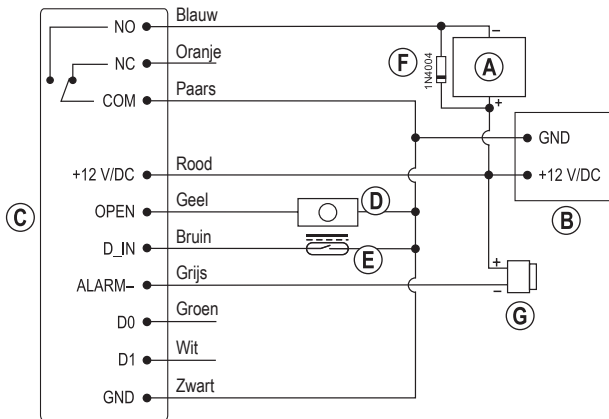 NO Blauw
NC Oranje
COM Paars
+12 V/DC Rood
OPEN Geel
D_IN Bruin
ALARM– Grijs
D0 Groen
D1 Wit
GND Zwart
C
D
E
F
1N4004
–
A
+
GND
+12 V/DC
B
+
–
G